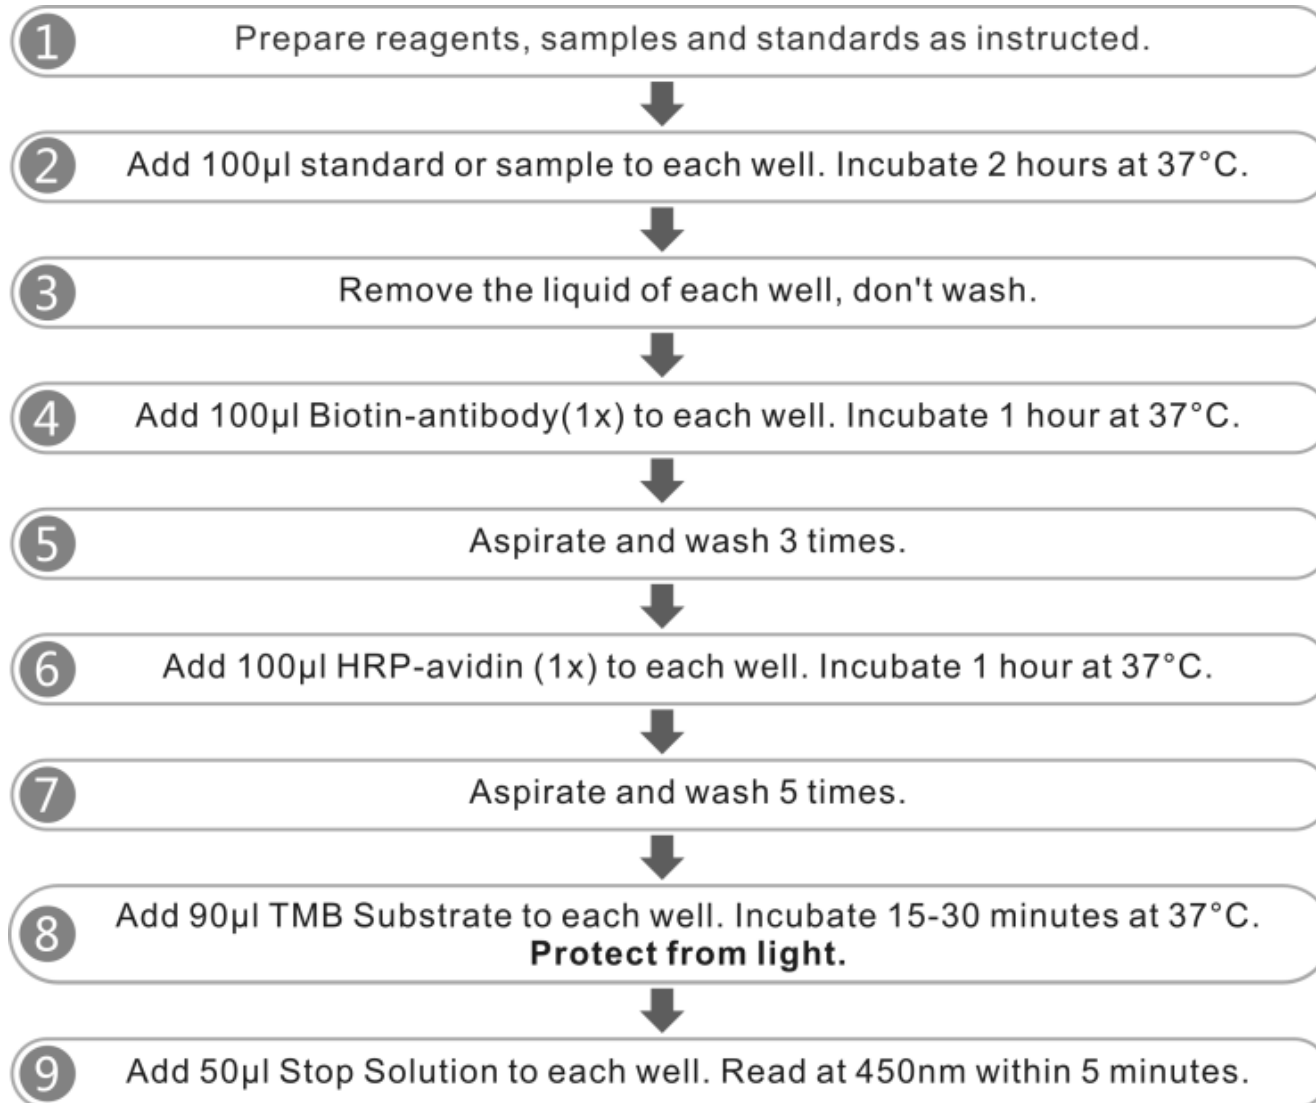 1 Prepare reagents, samples and standards as instructed.
2 Add 100µl standard or sample to each well. Incubate 2 hours at 37°C.
3 Remove the liquid of each well, don't wash.
4 Add 100µl Biotin-antibody(1x) to each well. Incubate 1 hour at 37°C.
5 Aspirate and wash 3 times.
6 Add 100µl HRP-avidin (1x) to each well. Incubate 1 hour at 37°C.
7 Aspirate and wash 5 times.
8 Add 90µl TMB Substrate to each well. Incubate 15-30 minutes at 37°C.
Protect from light.
9 Add 50µl Stop Solution to each well. Read at 450nm within 5 minutes.